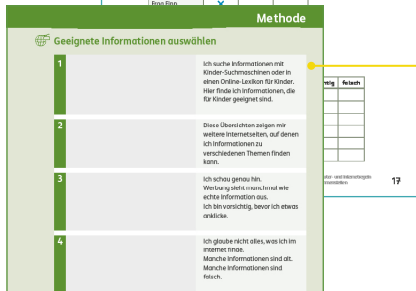 Fron Finn
Methode
Geeignete Informationen auswählen
1
Ich suche Informationen mit
Kinder-Suchmaschinen oder in
einen Online-Lexikon für Kinder.
Hier finde ich Informationen, die
für Kinder geeignet sind.
2
Diese Übersichten zeigen mir
weitere Internetseiten, auf denen
ich Informationen zu
verschiedenen Themen finden
kann.
3
Ich schau genau hin.
Werbung sieht manchmal wie
echte Information aus.
Ich bin vorsichtig, bevor ich etwas
anklicke.
4
Ich glaube nicht alles, was ich im
Internet finde.
Manche Informationen sind alt.
Manche Informationen sind
falsch.
falsch
17